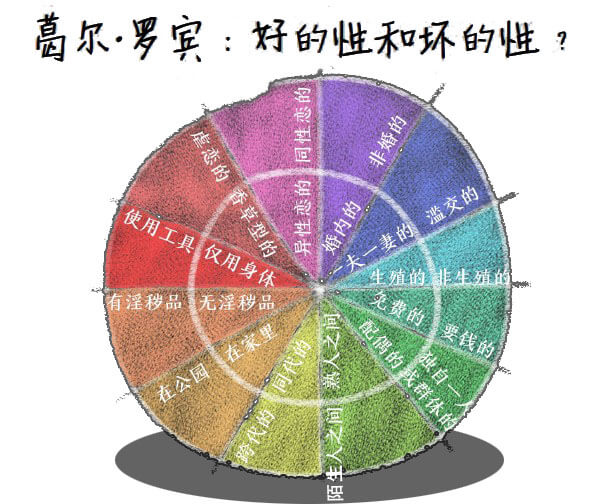 葛尔·罗宾：好的性和坏的性？
同性恋的
异性恋的
非婚的
婚内的
滥交的
一夫一妻的
非生殖的
生殖的
要钱的
免费的
独自一人
或群体的
配偶的
陌生人之间
熟人之间
跨代的
同代的
在公园
在家里
有淫秽品
无淫秽品
使用工具
仅用身体
虐恋的
香草型的